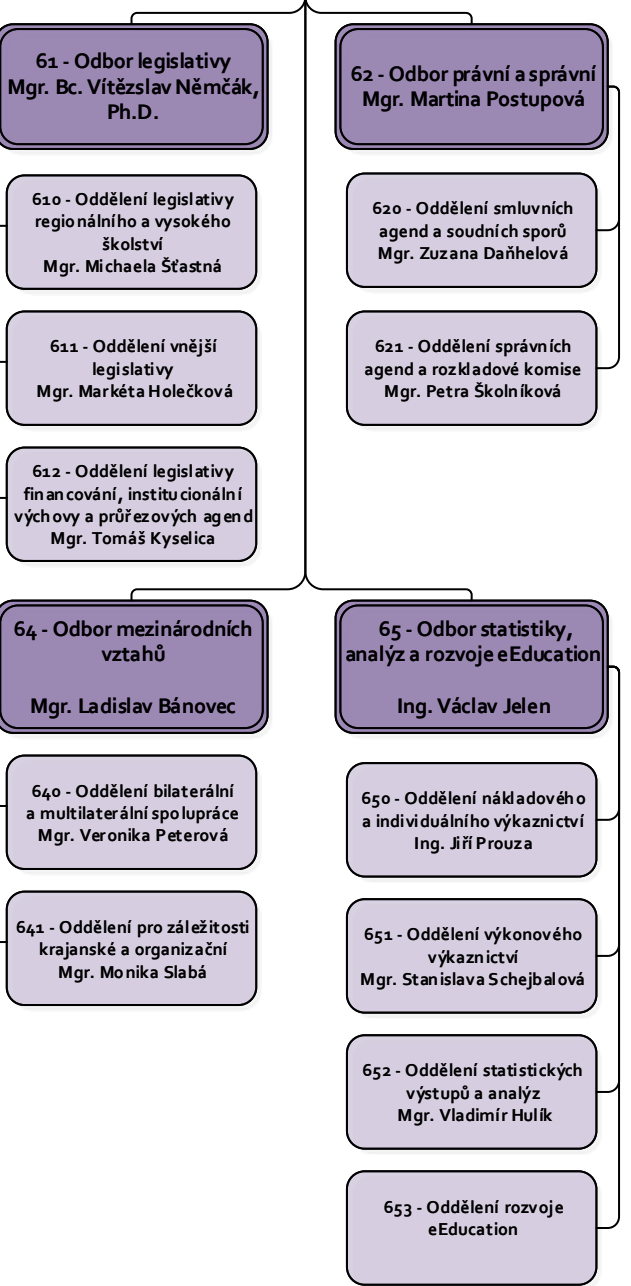 61 - Odbor legislativy
Mgr. Bc. Vítězslav Němčák,
Ph.D.
62 - Odbor právní a správní
Mgr. Martina Postupová
610 - Oddělení legislativy
regionálního a vysokého
školství
Mgr. Michaela Šťastná
620 - Oddělení smluvních
agend a soudních sporů
Mgr. Zuzana Daňhelová
611 - Oddělení vnější
legislativy
Mgr. Markéta Holečková
621 - Oddělení správních
agend a rozkladové komise
Mgr. Petra Školníková
612 - Oddělení legislativy
financování, institucionální
výchovy a průřezových agend
Mgr. Tomáš Kyselica
64 - Odbor mezinárodních
vztahů
Mgr. Ladislav Bánovec
65 - Odbor statistiky,
analýz a rozvoje eEducation
Ing. Václav Jelen
640 - Oddělení bilaterální
a multilaterální spolupráce
Mgr. Veronika Peterová
650 - Oddělení nákladového
a individuálního výkaznictví
Ing. Jiří Prouza
641 - Oddělení pro záležitosti
krajanské a organizační
Mgr. Monika Slabá
651 - Oddělení výkonového
výkaznictví
Mgr. Stanislava Schejbalová
652 - Oddělení statistických
výstupů a analýz
Mgr. Vladimír Hulík
653 - Oddělení rozvoje
eEducation